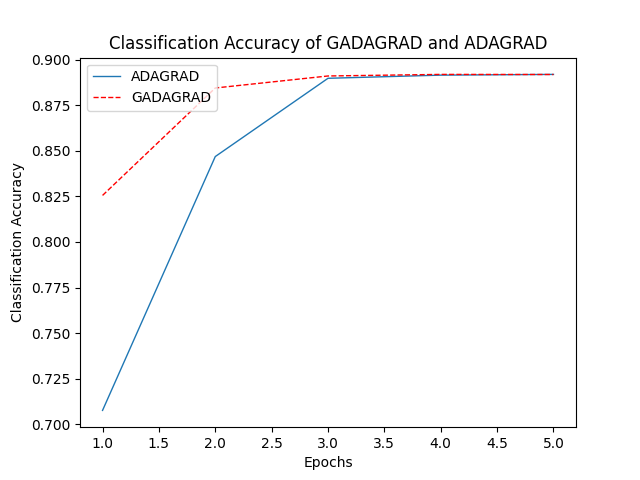 Classification Accuracy of GADAGRAD and ADAGRAD
ADAGRAD
GADAGRAD
Classification Accuracy
0.900
0.875
0.850
0.825
0.800
0.775
0.750
0.725
0.700
1.0 1.5 2.0 2.5 3.0 3.5 4.0 4.5 5.0
Epochs